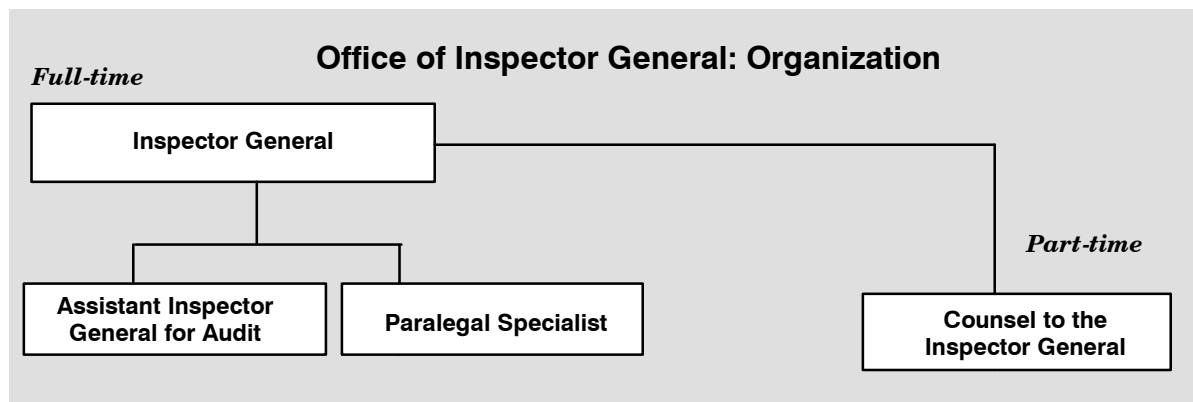 Office of Inspector General: Organization
Full-time
Inspector General
Part-time
Assistant Inspector
General for Audit
Paralegal Specialist
Counsel to the
Inspector General